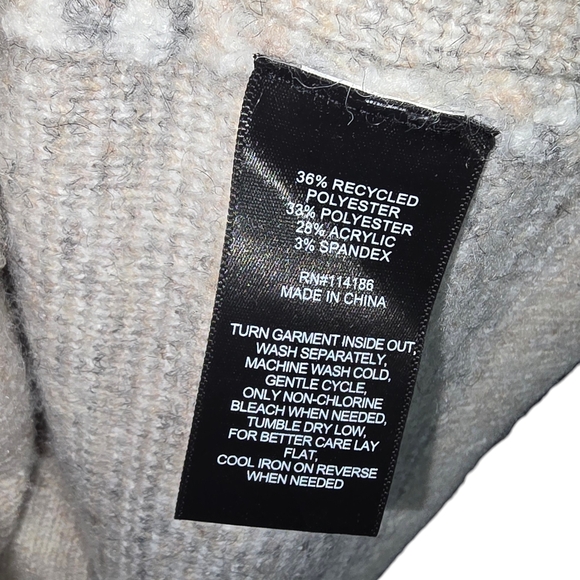 36% RECYCLED
POLYESTER
33% POLYESTER
28% ACRYLIC
3% SPANDEX
RN#114186
MADE IN CHINA
TURN GARMENT INSIDE OUT,
WASH SEPARATELY,
MACHINE WASH COLD,
GENTLE CYCLE,
ONLY NON-CHLORINE
BLEACH WHEN NEEDED,
TUMBLE DRY LOW,
FOR BETTER CARE LAY
FLAT,
COOL IRON ON REVERSE
WHEN NEEDED